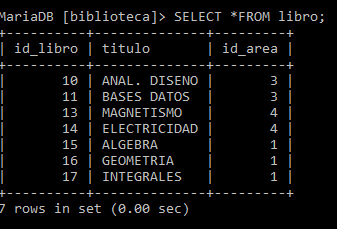 MariaDB [biblioteca]> SELECT *FROM libro;
+----------+--------------+---------+
| id_libro | titulo       | id_area |
+----------+--------------+---------+
|       10 | ANAL. DISENO |       3 |
|       11 | BASES DATOS  |       3 |
|       13 | MAGNETISMO   |       4 |
|       14 | ELECTRICIDAD |       4 |
|       15 | ALGEBRA      |       1 |
|       16 | GEOMETRIA    |       1 |
|       17 | INTEGRALES   |       1 |
+----------+--------------+---------+
7 rows in set (0.00 sec)